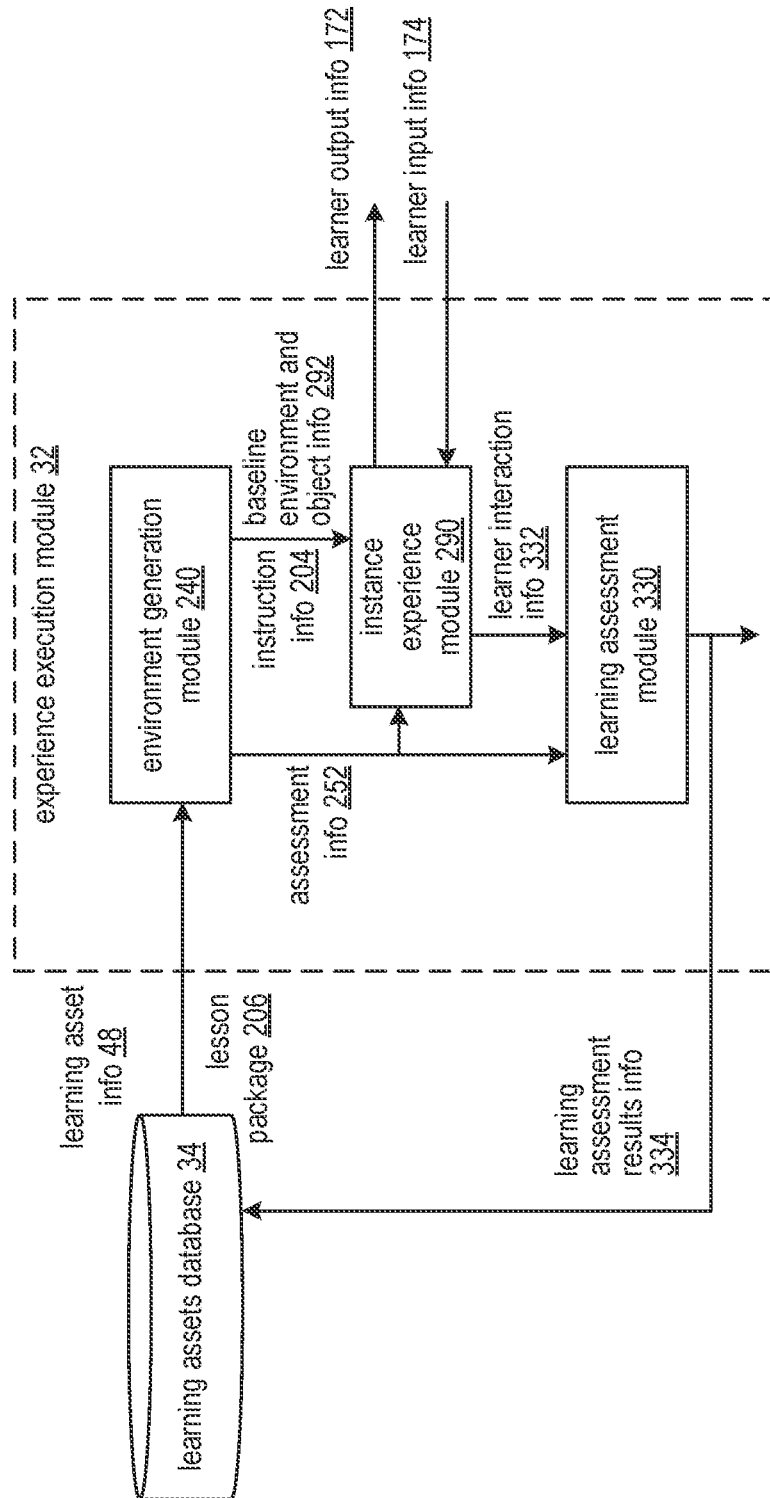 experience execution module 32
learning assets database 34
learning asset
info 48
lesson
package 206
environment generation
module 240
assessment
info 252
instruction
info 204
baseline
environment and
object info 292
instance
experience
module 290
learner output info 172
learner input info 174
learner interaction
info 332
learning assessment
module 330
learning
assessment
results info
334